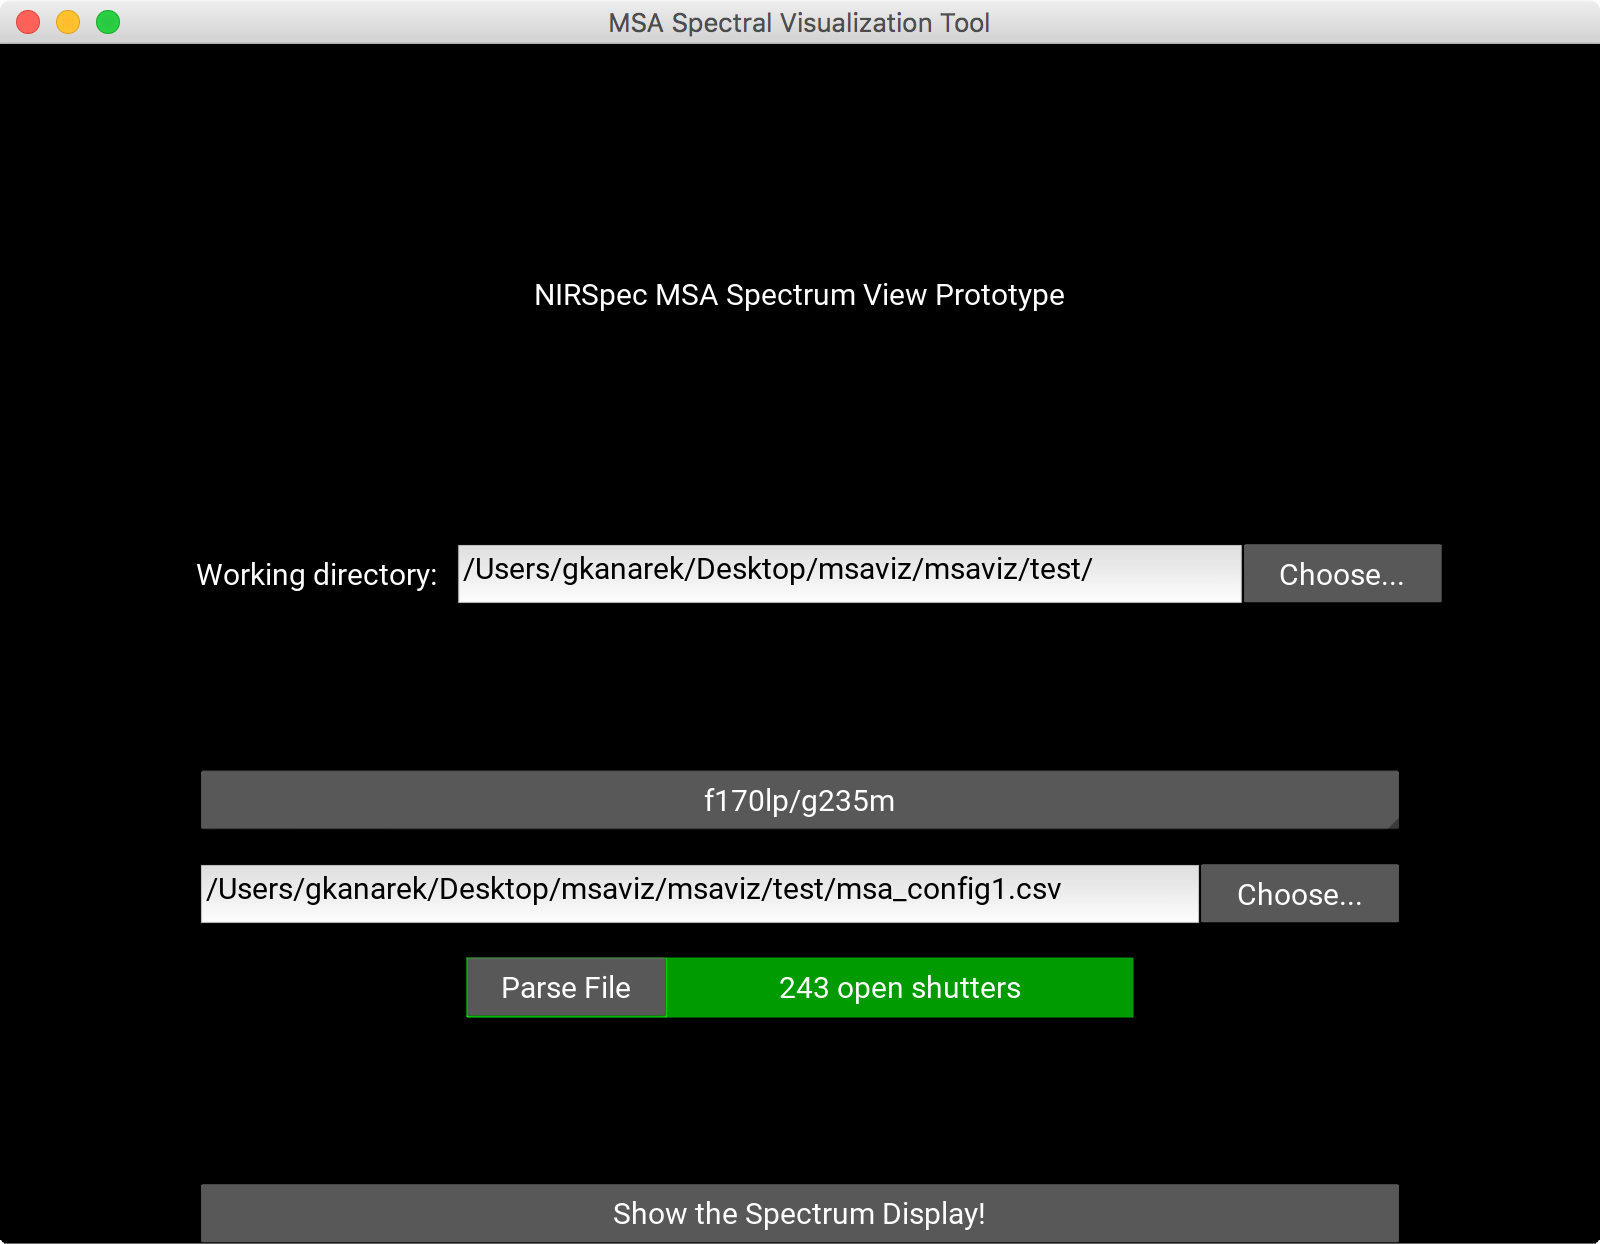 MSA Spectral Visualization Tool
NIRSpec MSA Spectrum View Prototype
Working directory: /Users/gkanarek/Desktop/msaviz/msaviz/test/ Choose...
f170lp/g235m
/Users/gkanarek/Desktop/msaviz/msaviz/test/msa_config1.csv Choose...
Parse File 243 open shutters
Show the Spectrum Display!